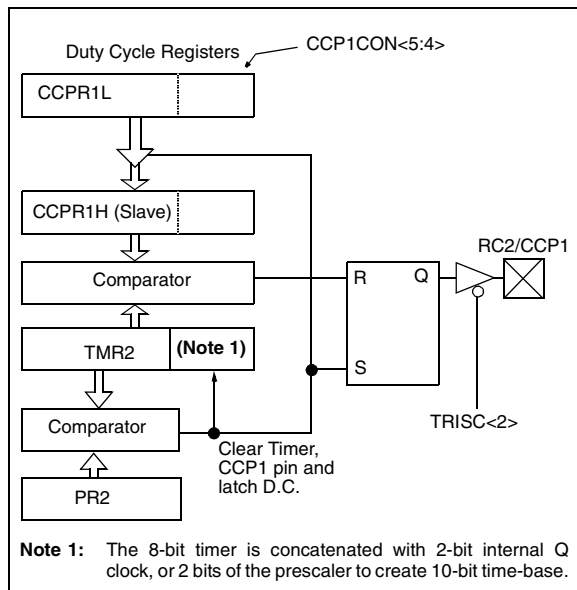 Duty Cycle Registers
CCP1CON<5:4>
CCPR1L
CCPR1H (Slave)
Comparator
R
Q
RC2/CCP1
TMR2
(Note 1)
S
Comparator
TRISC<2>
Clear Timer,
CCP1 pin and
latch D.C.
PR2
Note 1: The 8-bit timer is concatenated with 2-bit internal Q
clock, or 2 bits of the prescaler to create 10-bit time-base.